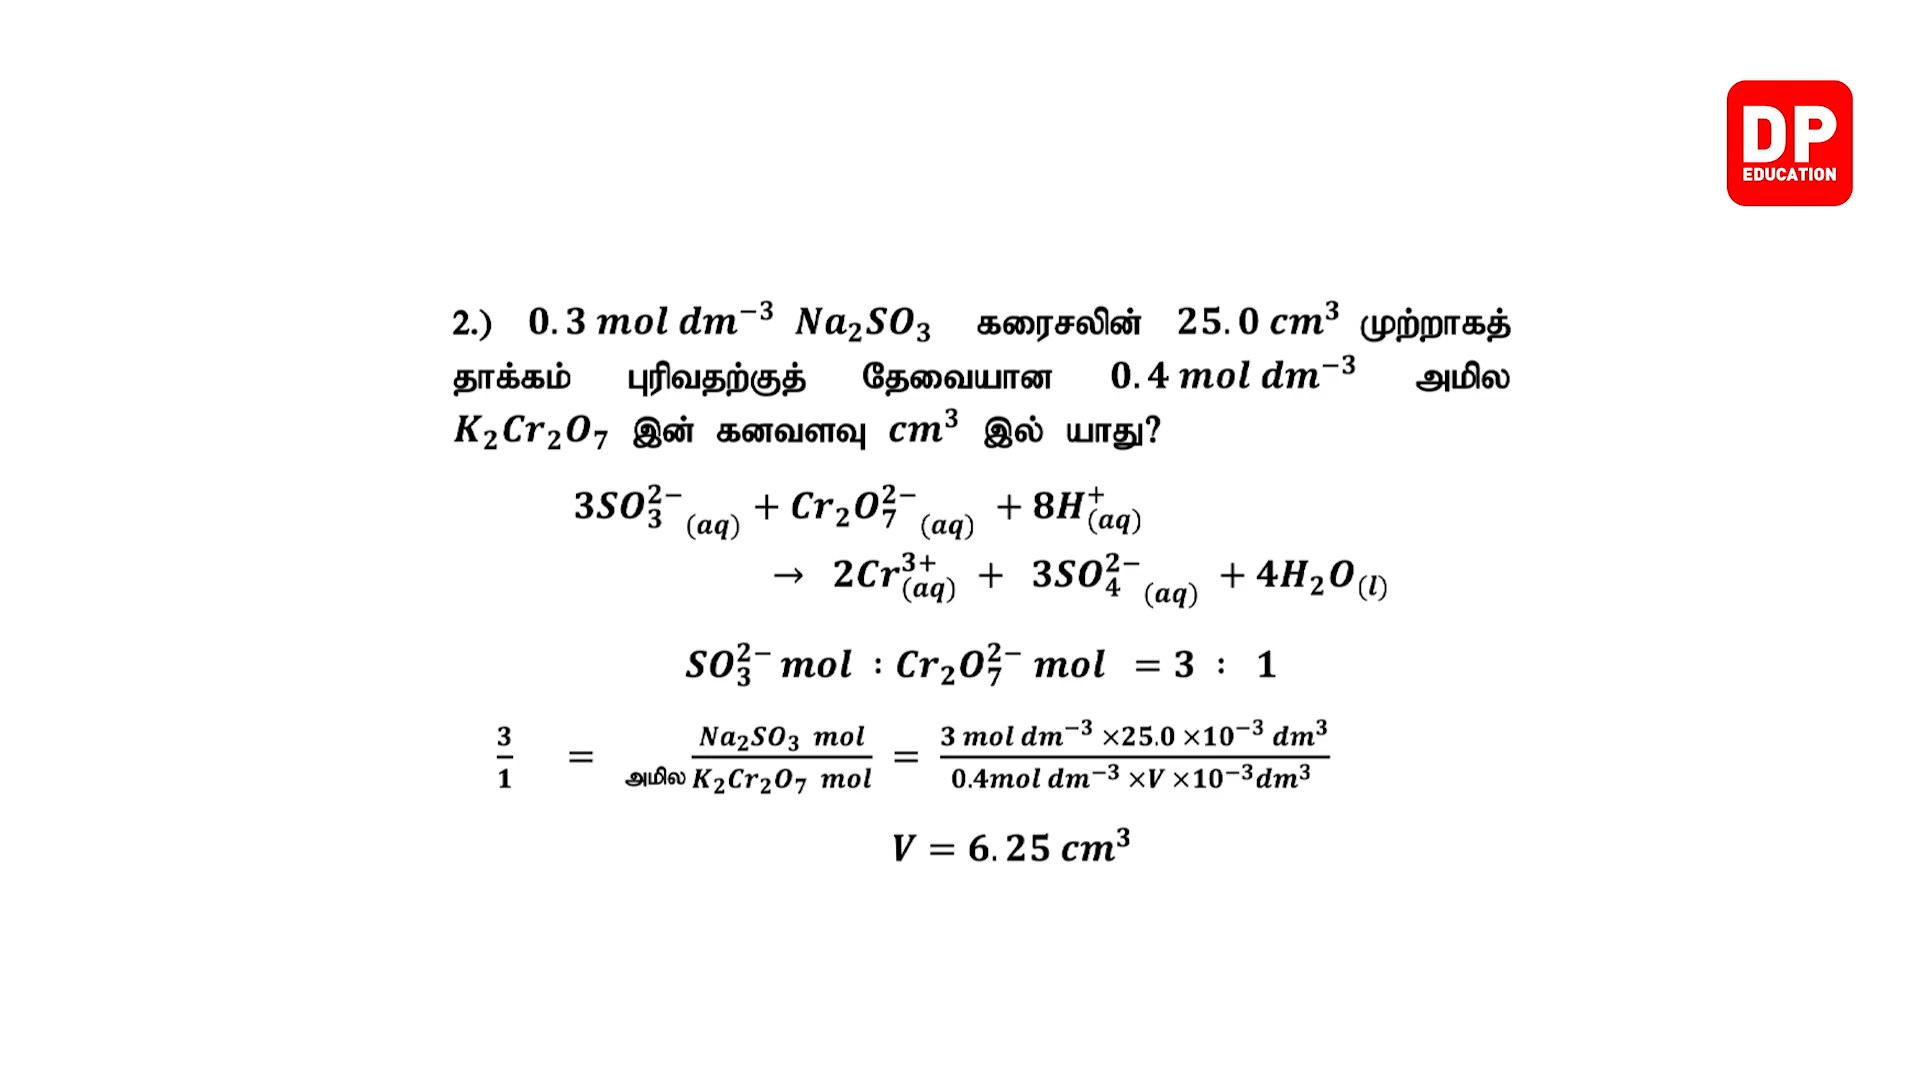 DP
EDUCATION
2.) 0.3 mol dm⁻³ Na₂SO₃ கரைசலின் 25.0 cm³ முற்றாகத்
தாக்கம் புரிவதற்குத் தேவையான 0.4 mol dm⁻³ அமில
K₂Cr₂O₇ இன் கனவளவு cm³ இல் யாது?
3SO₃²⁻(aq) + Cr₂O₇²⁻(aq) + 8H⁺(aq)
→ 2Cr³⁺(aq) + 3SO₄²⁻(aq) + 4H₂O(l)
SO₃²⁻ mol : Cr₂O₇²⁻ mol = 3 : 1
3/1 = Na₂SO₃ mol / அமில K₂Cr₂O₇ mol = 3 mol dm⁻³ ×25.0 ×10⁻³ dm³ / 0.4mol dm⁻³ ×V ×10⁻³dm³
V = 6.25 cm³